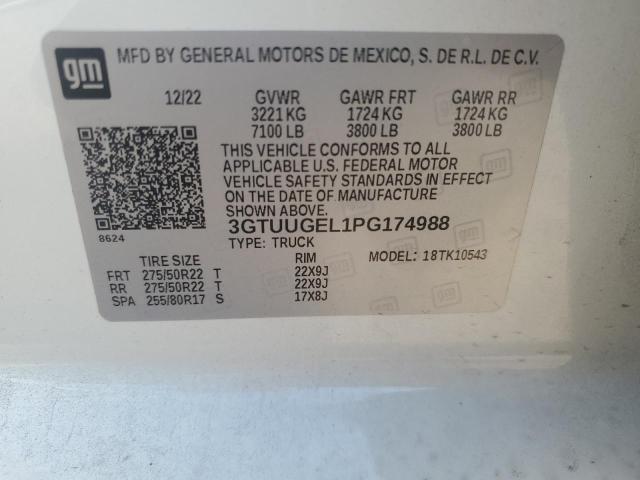 gm
MFD BY GENERAL MOTORS DE MEXICO, S. DE R.L. DE C.V.
12/22 GVWR GAWR FRT GAWR RR
3221 KG 1724 KG 1724 KG
7100 LB 3800 LB 3800 LB
THIS VEHICLE CONFORMS TO ALL
APPLICABLE U.S. FEDERAL MOTOR
VEHICLE SAFETY STANDARDS IN EFFECT
ON THE DATE OF MANUFACTURE
SHOWN ABOVE.
8624
3GTUUGEL1PG174988
TYPE: TRUCK MODEL: 18TK10543
TIRE SIZE RIM
FRT 275/50R22 T 22X9J
RR 275/50R22 T 22X9J
SPA 255/80R17 S 17X8J